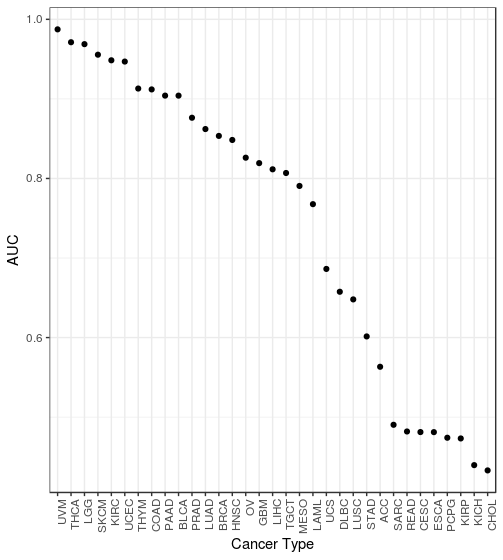 1.0
0.8
0.6
AUC
UVM
THCA
LGG
SKCM
KIRC
UCEC
THYM
COAD
PAAD
BLCA
PRAD
LUAD
BRCA
HNSC
OV
GBM
LIHC
TGCT
MESO
LAML
UCS
DLBC
LUSC
STAD
ACC
SARC
READ
CESC
ESCA
PCPG
KIRP
KICH
CHOL
Cancer Type